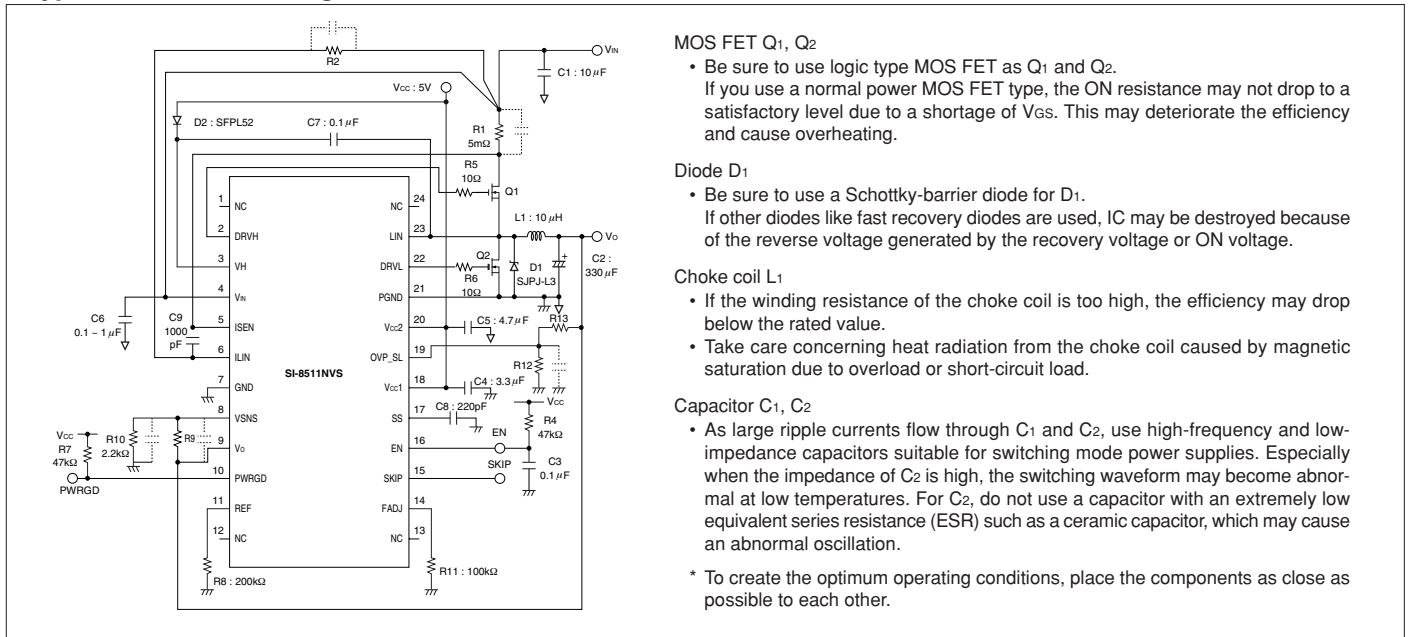 R2
VIN
C1 : 10 µF
Vcc : 5V
D2 : SFPL52
C7 : 0.1 µF
R1
5mΩ
R5
10Ω
Q1
1
NC
2
DRVH
3
VH
4
VIN
5
ISEN
6
ILIN
7
GND
8
VSNS
9
Vo
10
PWRGD
11
REF
12
NC
SI-8511NVS
24
NC
23
LIN
22
DRVL
21
PGND
20
Vcc2
19
OVP_SL
18
Vcc1
17
SS
16
EN
15
SKIP
14
FADJ
13
NC
L1 : 10 µH
Vo
Q2
R6
10Ω
D1
SJPJ-L3
+
C2 :
330 µF
C6
0.1 ~ 1 µF
C9
1000
pF
C5 : 4.7 µF
R13
R12
C4 : 3.3 µF
C8 : 220pF
Vcc
R4
47kΩ
EN
SKIP
C3
0.1 µF
Vcc
R7
47kΩ
R10
2.2kΩ
R9
PWRGD
R8 : 200kΩ
R11 : 100kΩ
MOS FET Q1, Q2
• Be sure to use logic type MOS FET as Q1 and Q2.
If you use a normal power MOS FET type, the ON resistance may not drop to a
satisfactory level due to a shortage of VGS. This may deteriorate the efficiency
and cause overheating.
Diode D1
• Be sure to use a Schottky-barrier diode for D1.
If other diodes like fast recovery diodes are used, IC may be destroyed because
of the reverse voltage generated by the recovery voltage or ON voltage.
Choke coil L1
• If the winding resistance of the choke coil is too high, the efficiency may drop
below the rated value.
• Take care concerning heat radiation from the choke coil caused by magnetic
saturation due to overload or short-circuit load.
Capacitor C1, C2
• As large ripple currents flow through C1 and C2, use high-frequency and low-
impedance capacitors suitable for switching mode power supplies. Especially
when the impedance of C2 is high, the switching waveform may become abnor-
mal at low temperatures. For C2, do not use a capacitor with an extremely low
equivalent series resistance (ESR) such as a ceramic capacitor, which may cause
an abnormal oscillation.
* To create the optimum operating conditions, place the components as close as
possible to each other.